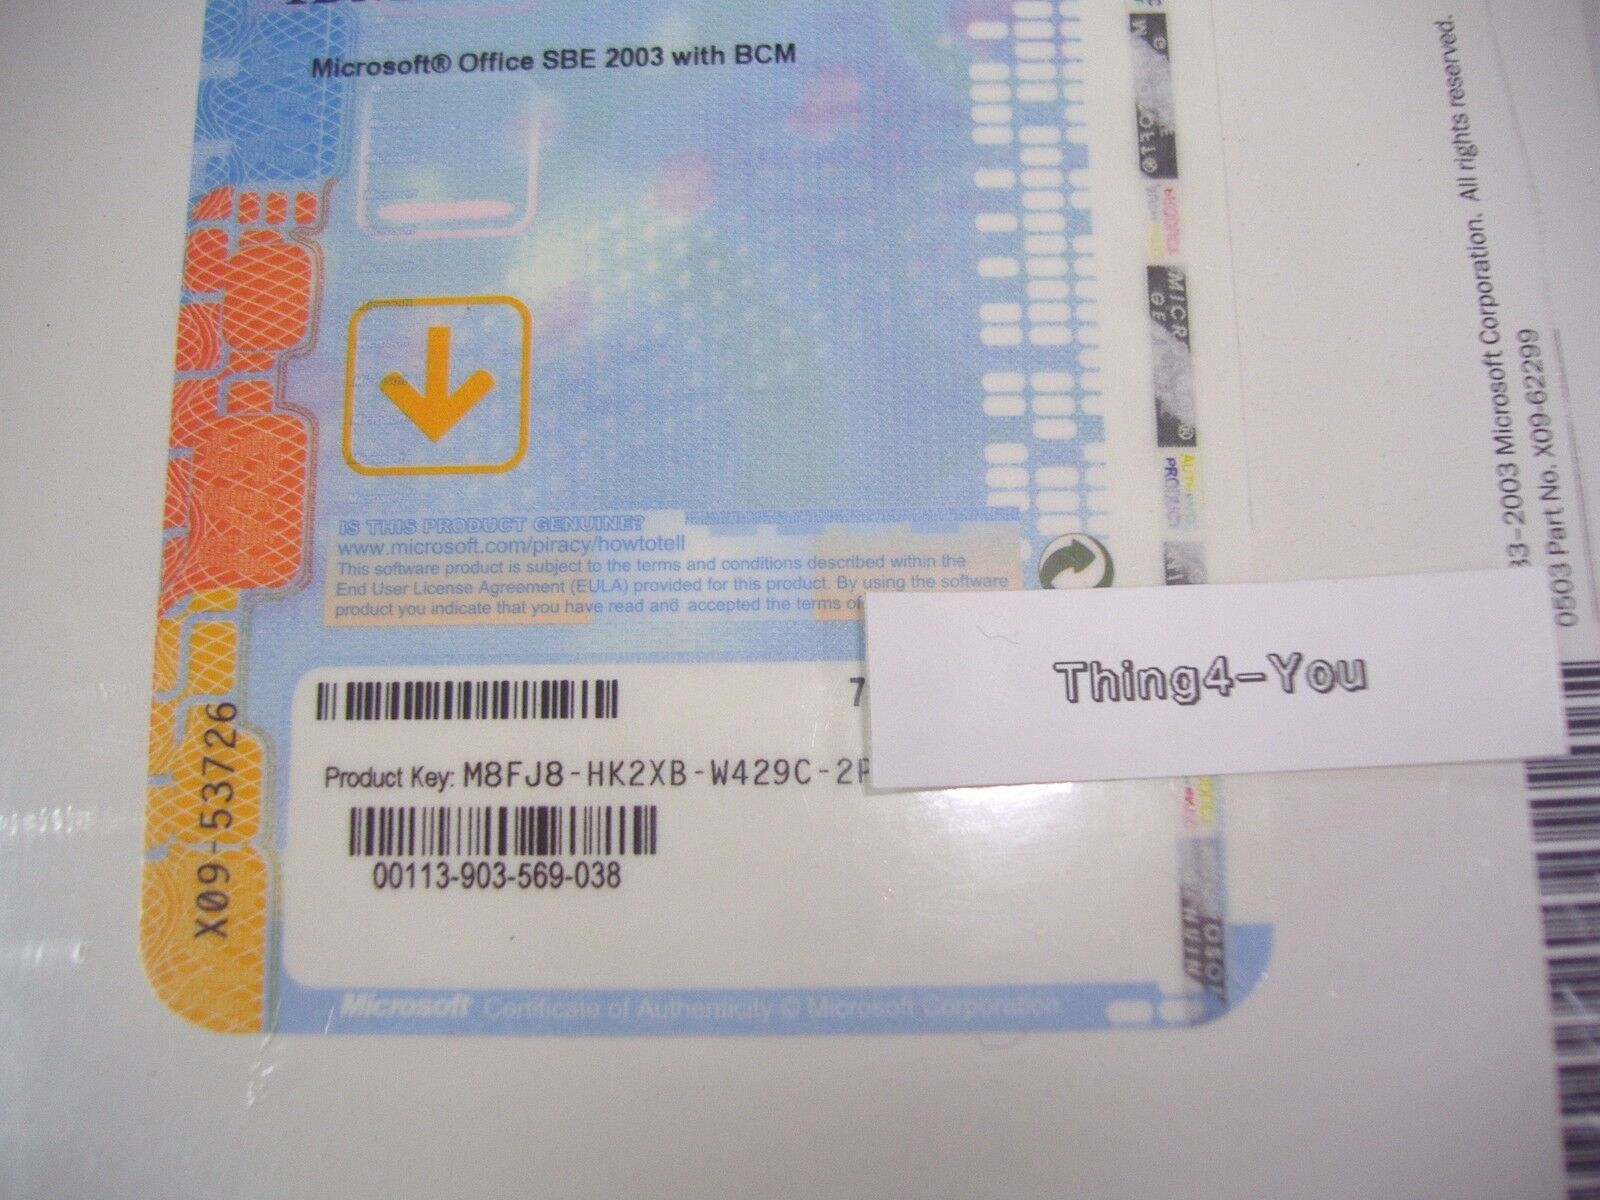 Microsoft® Office SBE 2003 with BCM
IS THIS PRODUCT GENUINE?
www.microsoft.com/piracy/howtotell
This software product is subject to the terms and conditions described within the
End User License Agreement (EULA) provided for this product. By using the software
product you indicate that you have read and accepted the terms of
7
Product Key: M8FJ8-HK2XB-W429C-2P
00113-903-569-038
X09-53726
Microsoft Certificate of Authenticity © Microsoft Corporation
Thing4-You
83-2003 Microsoft Corporation. All rights reserved.
0503 Part No. X09-62299